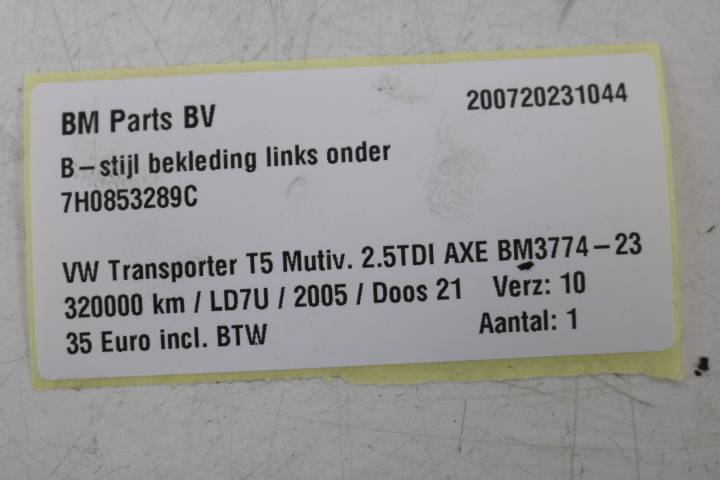 BM Parts BV 200720231044
B-stijl bekleding links onder
7H0853289C
VW Transporter T5 Mutiv. 2.5TDI AXE BM3774-23
320000 km / LD7U / 2005 / Doos 21 Verz: 10
35 Euro incl. BTW Aantal: 1